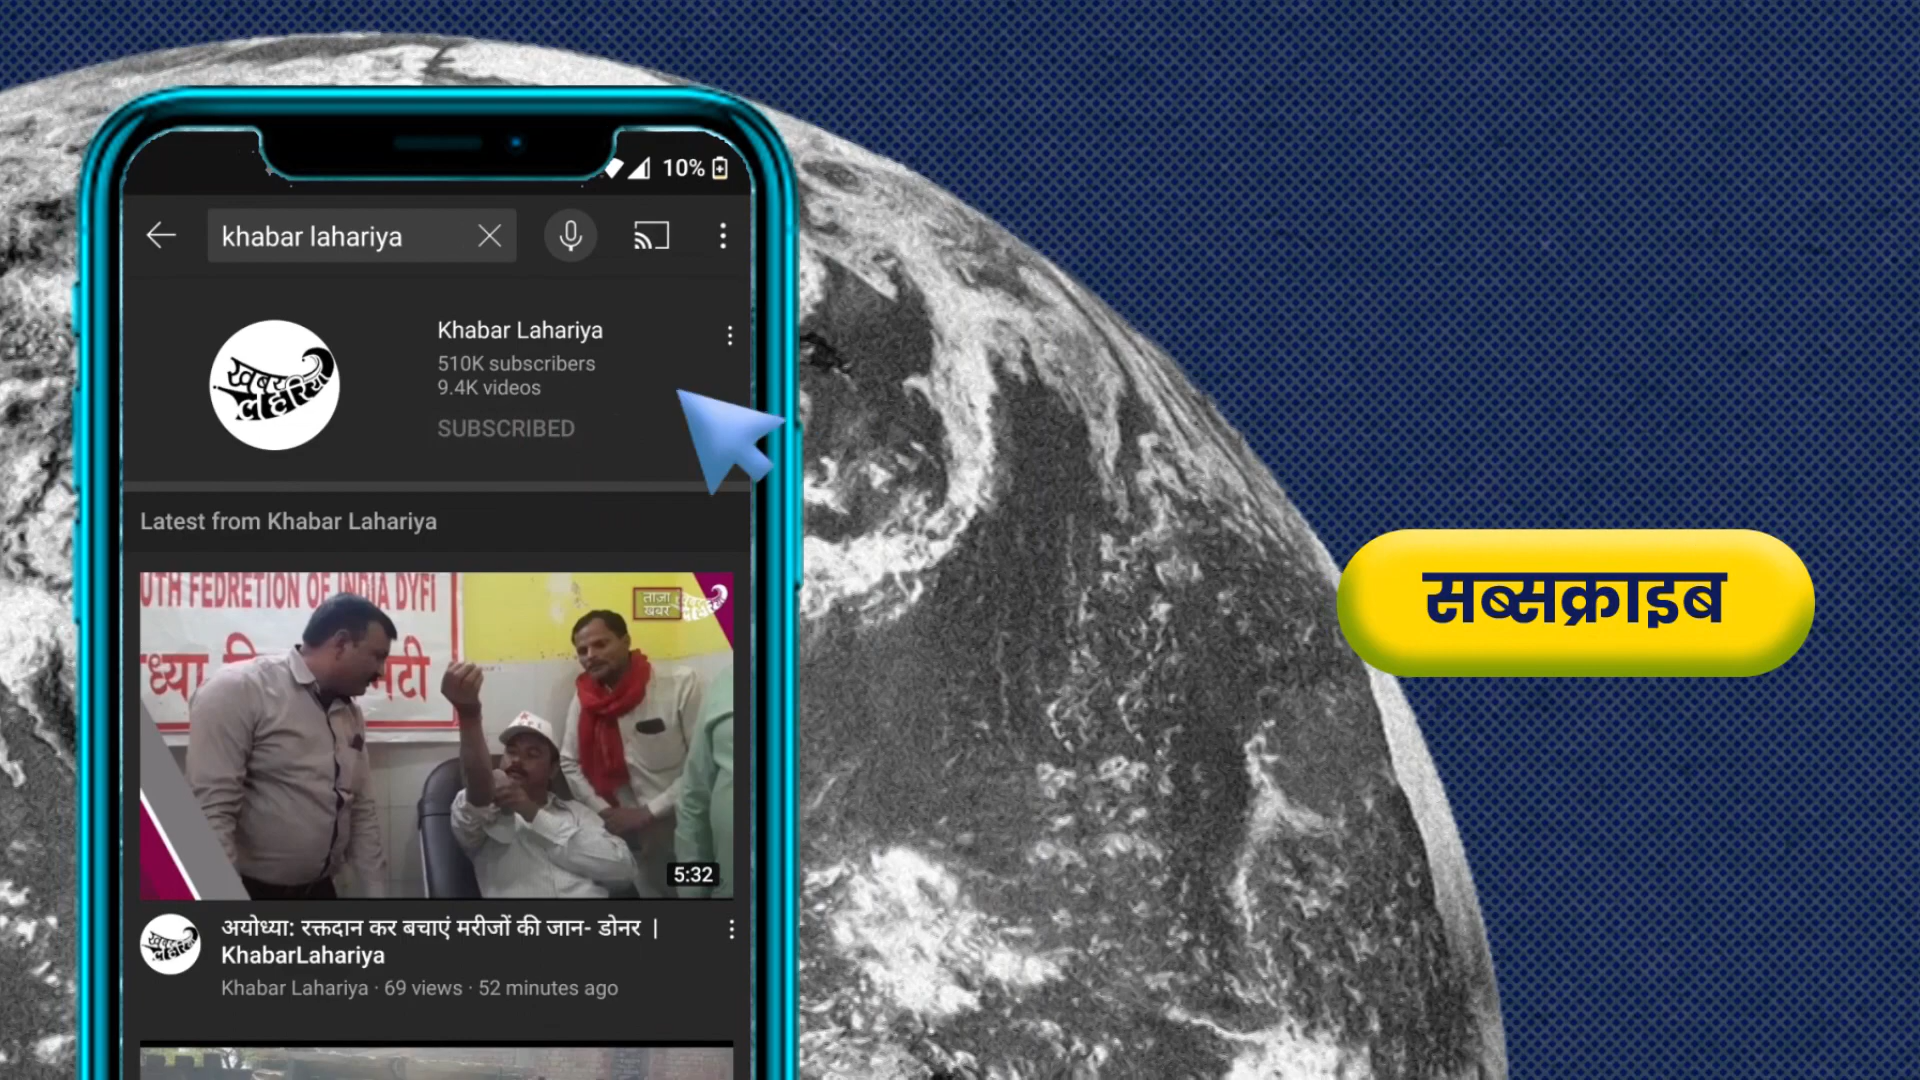 10%
khabar lahariya
Khabar Lahariya
510K subscribers
9.4K videos
SUBSCRIBED
खबर
लहरिया
Latest from Khabar Lahariya
UTH FEDRETION OF INDIA DYFI
ताजा
खबर
5:32
अयोध्या: रक्तदान कर बचाएं मरीजों की जान- डोनर |
KhabarLahariya
Khabar Lahariya · 69 views · 52 minutes ago
सब्सक्राइब